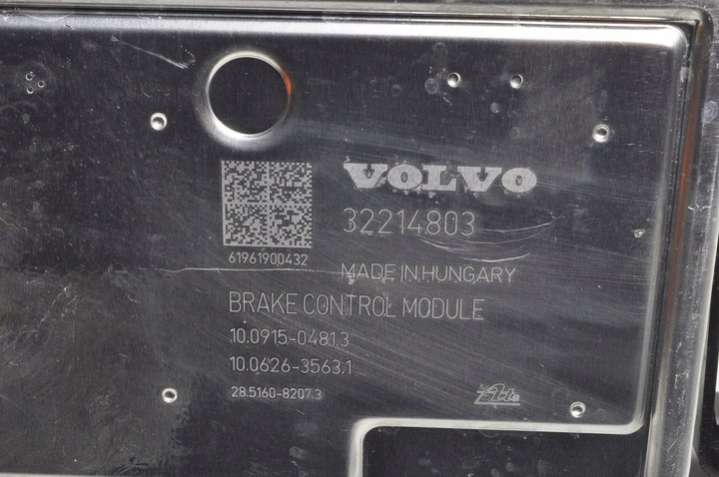 VOLVO
32214803
61961900432
MADE IN HUNGARY
BRAKE CONTROL MODULE
10.0915-0481.3
10.0626-3563.1
28.5160-8207.3
Ate